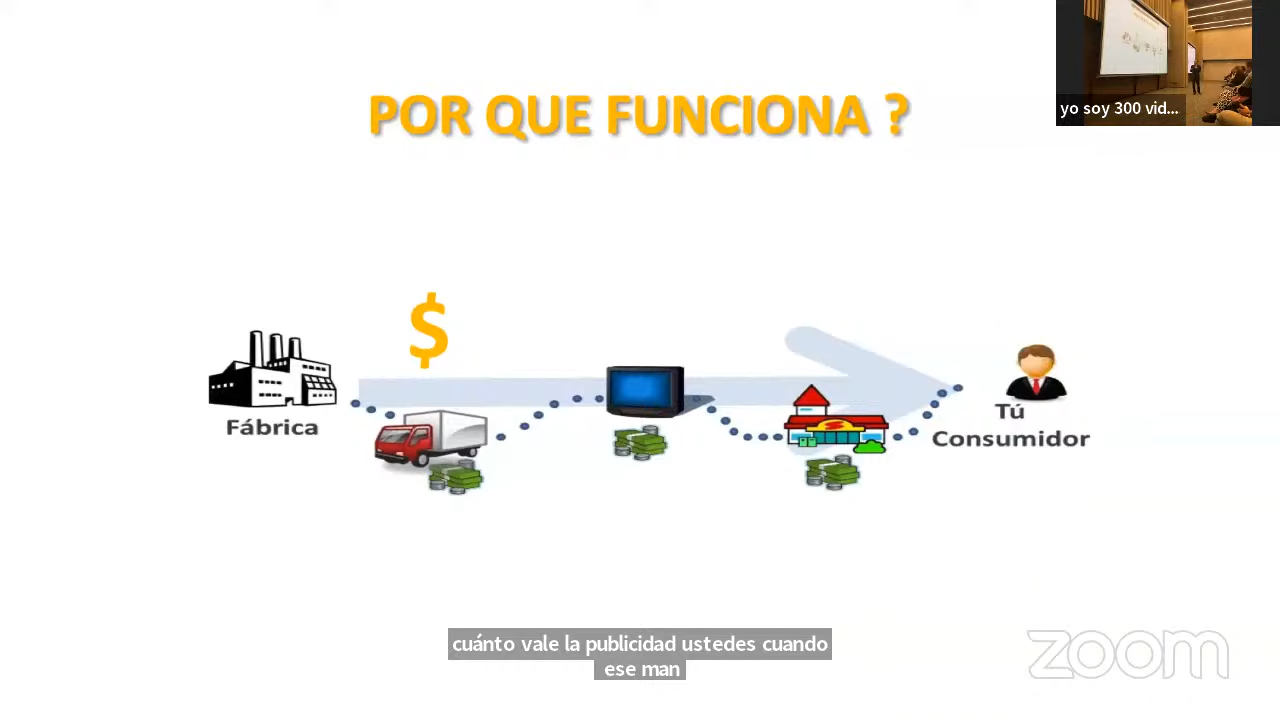 POR QUE FUNCIONA ?
yo soy 300 vid...
$
Fábrica
Tú
Consumidor
cuánto vale la publicidad ustedes cuando
ese man
zoom